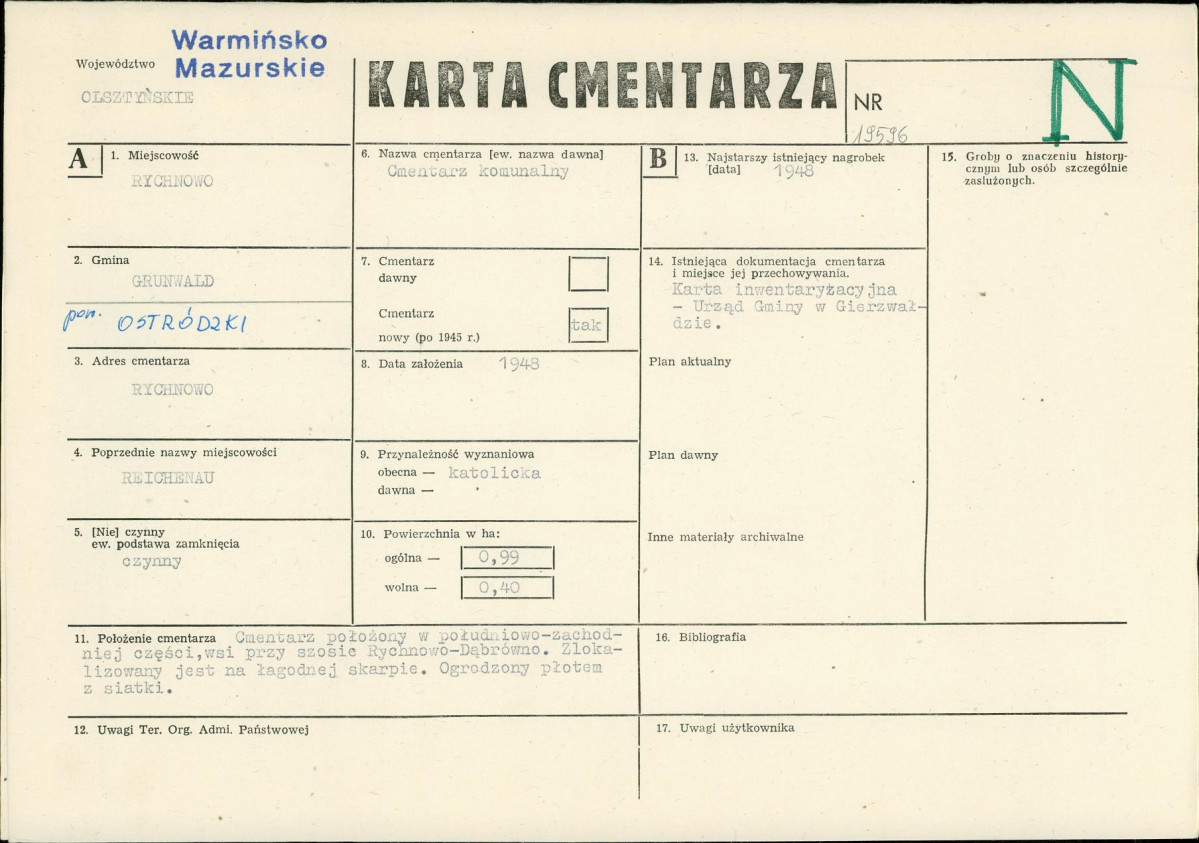 Warmińsko
Województwo Mazurskie
OLSZTYŃSKIE
KARTA CMENTARZA
NR
19596
N
A
1. Miejscowość
RYCHNOWO
2. Gmina
GRUNWALD
pow. OSTRÓDZKI
3. Adres cmentarza
RYCHNOWO
4. Poprzednie nazwy miejscowości
REICHENAU
5. [Nie] czynny
ew. podstawa zamknięcia
czynny
6. Nazwa cmentarza [ew. nazwa dawna]
Cmentarz komunalny
7. Cmentarz
dawny
Cmentarz
nowy (po 1945 r.) tak
8. Data założenia 1948
9. Przynależność wyznaniowa
obecna — katolicka
dawna —
10. Powierzchnia w ha:
ogólna — 0,99
wolna — 0,40
11. Położenie cmentarza Cmentarz położony w południowo-zachod-
niej części,wsi przy szosie Rychnowo-Dąbrówno. Zloka-
lizowany jest na łagodnej skarpie. Ogrodzony płotem
z siatki.
12. Uwagi Ter. Org. Admi. Państwowej
B
13. Najstarszy istniejący nagrobek
[data] 1948
14. Istniejąca dokumentacja cmentarza
i miejsce jej przechowywania.
Karta inwentaryzacyjna
- Urząd Gminy w Gierzwał-
dzie.
Plan aktualny
Plan dawny
Inne materiały archiwalne
15. Groby o znaczeniu history-
cznym lub osób szczególnie
zasłużonych.
16. Bibliografia
17. Uwagi użytkownika